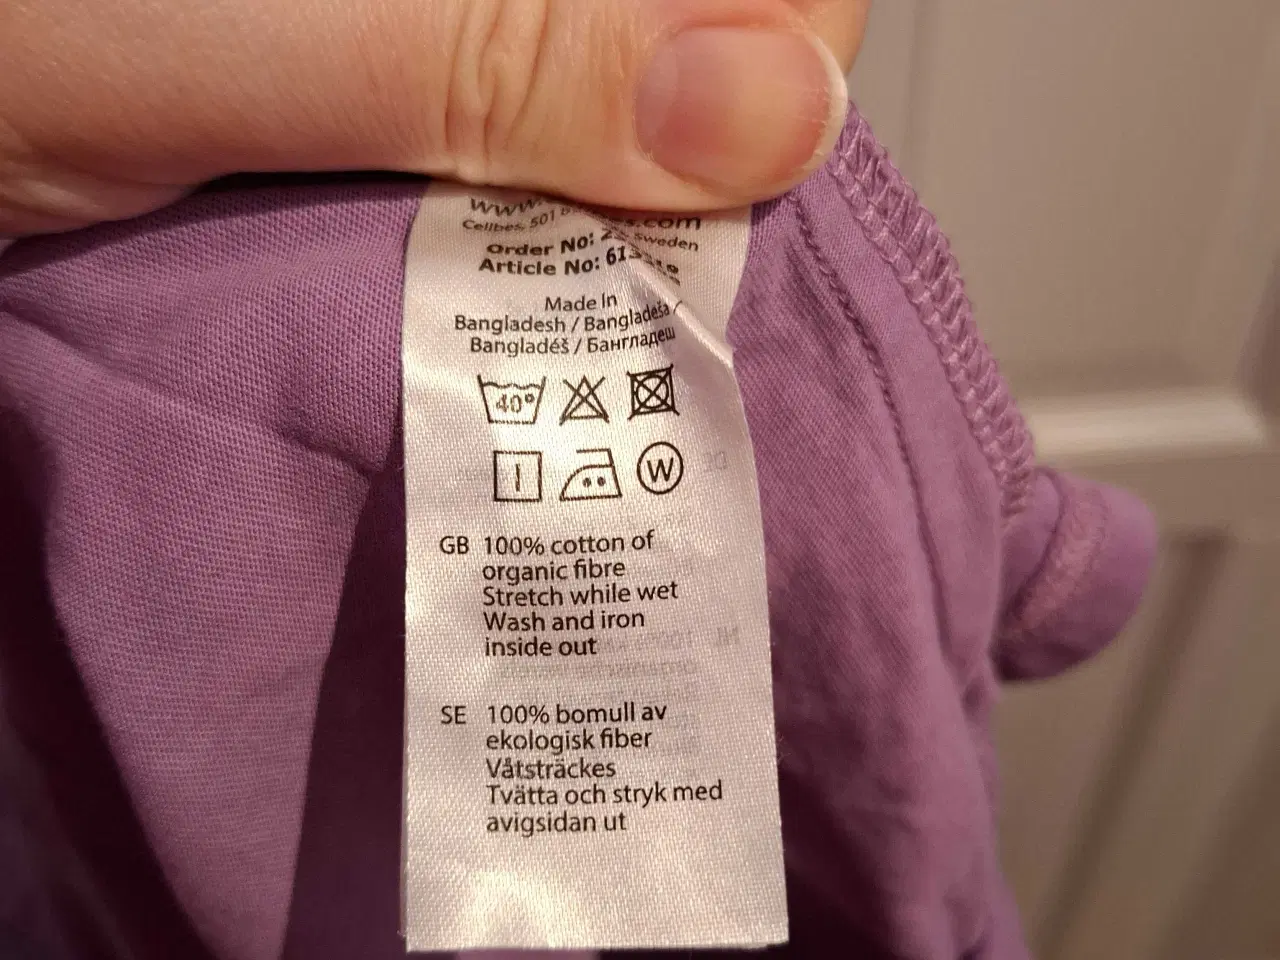 Cellbes 501
Sweden
Order No:
Article No:
Made In
Bangladesh / Bangladeša /
Bangladéš / Бангладеш
40°
W
GB 100% cotton of
organic fibre
Stretch while wet
Wash and iron
inside out
SE 100% bomull av
ekologisk fiber
Våtsträckes
Tvätta och stryk med
avigsidan ut